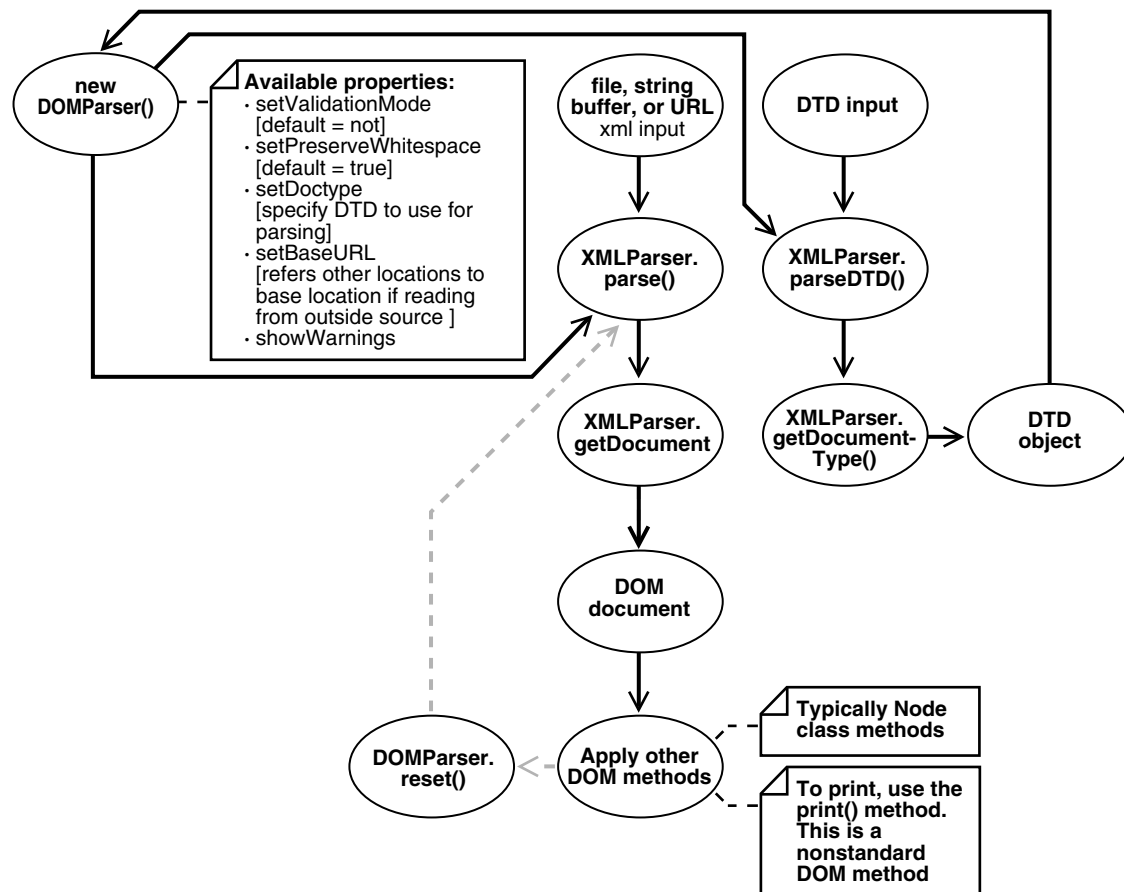 new
DOMParser()
Available properties:
· setValidationMode
[default = not]
· setPreserveWhitespace
[default = true]
· setDoctype
[specify DTD to use for
parsing]
· setBaseURL
[refers other locations to
base location if reading
from outside source ]
· showWarnings
file, string
buffer, or URL
xml input
DTD input
XMLParser.
parse()
XMLParser.
parseDTD()
XMLParser.
getDocument
XMLParser.
getDocument-
Type()
DTD
object
DOM
document
DOMParser.
reset()
Apply other
DOM methods
Typically Node
class methods
To print, use the
print() method.
This is a
nonstandard
DOM method